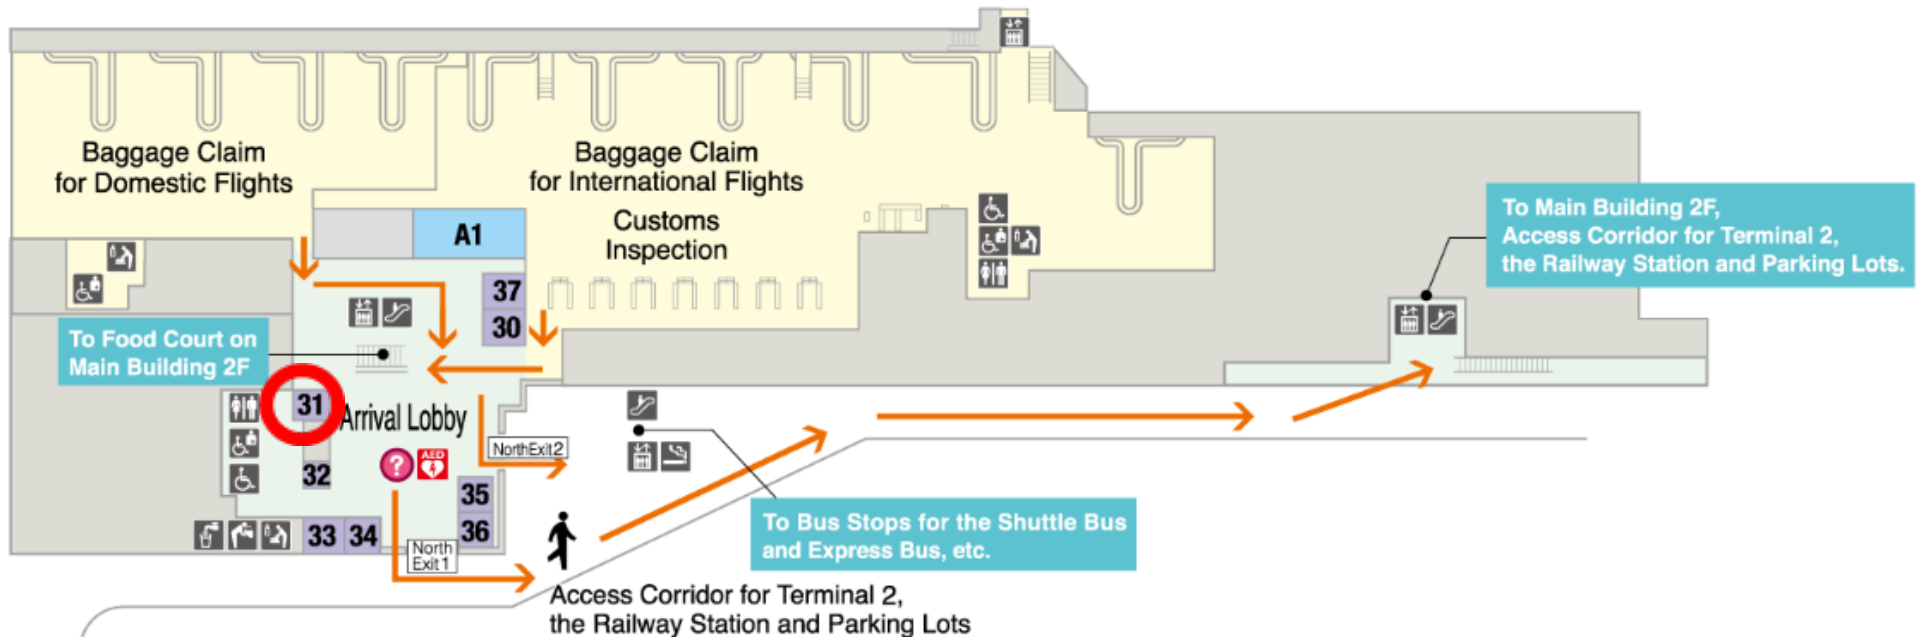 Baggage Claim
for Domestic Flights
Baggage Claim
for International Flights
Customs
Inspection
A1
37
30
To Main Building 2F,
Access Corridor for Terminal 2,
the Railway Station and Parking Lots.
To Food Court on
Main Building 2F
31
Arrival Lobby
NorthExit2
?
AED
32
35
36
33
34
North
Exit1
To Bus Stops for the Shuttle Bus
and Express Bus, etc.
Access Corridor for Terminal 2,
the Railway Station and Parking Lots